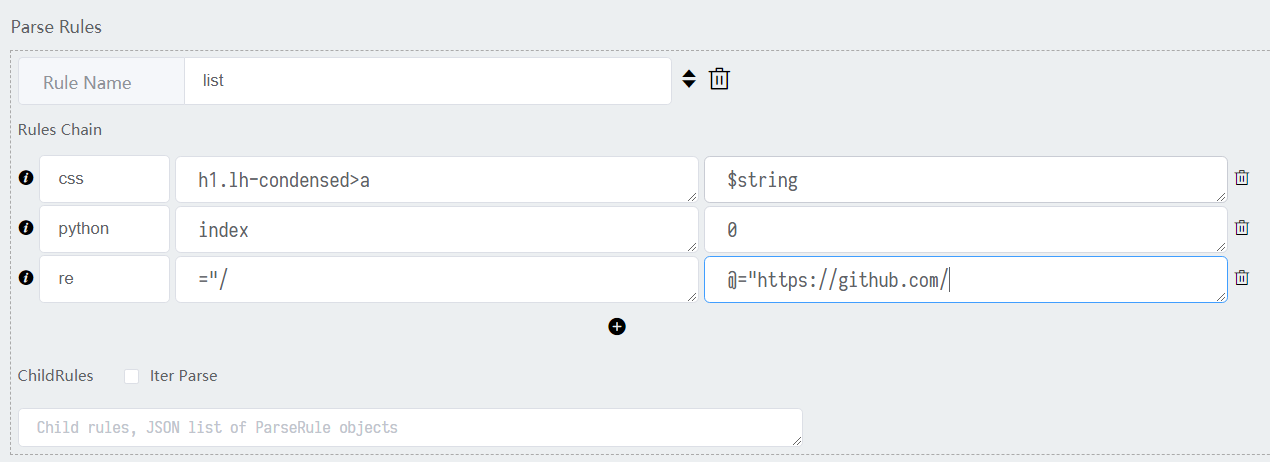 Parse Rules
Rule Name list
Rules Chain
css h1.lh-condensed>a $string
python index 0
re ="/ @="https://github.com/
ChildRules Iter Parse
Child rules, JSON list of ParseRule objects